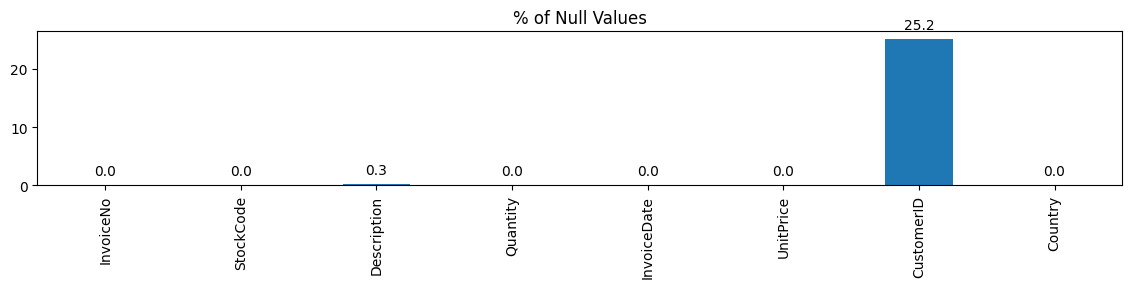 % of Null Values
25.2
20
10
0
0.0
0.0
0.3
0.0
0.0
0.0
0.0
InvoiceNo
StockCode
Description
Quantity
InvoiceDate
UnitPrice
CustomerID
Country